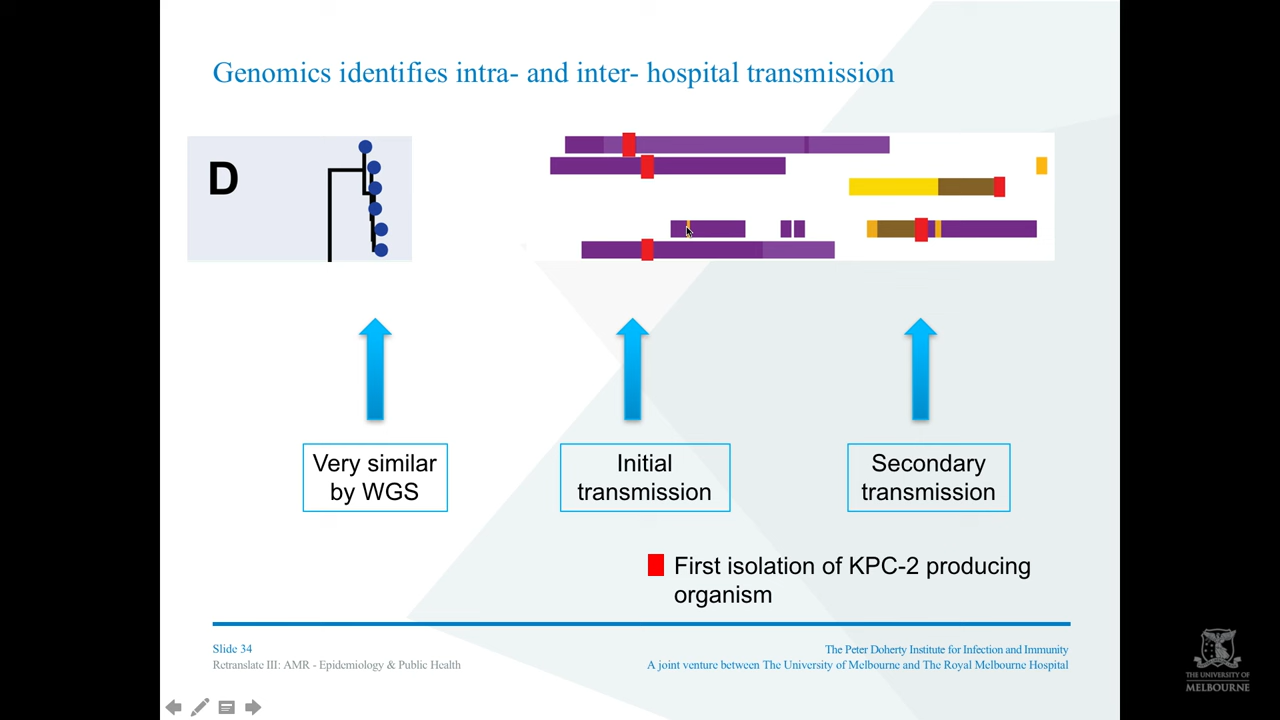 Genomics identifies intra- and inter- hospital transmission
D
Very similar
by WGS
Initial
transmission
Secondary
transmission
First isolation of KPC-2 producing
organism
Slide 34
Retranslate III: AMR - Epidemiology & Public Health
The Peter Doherty Institute for Infection and Immunity
A joint venture between The University of Melbourne and The Royal Melbourne Hospital
THE UNIVERSITY OF
MELBOURNE